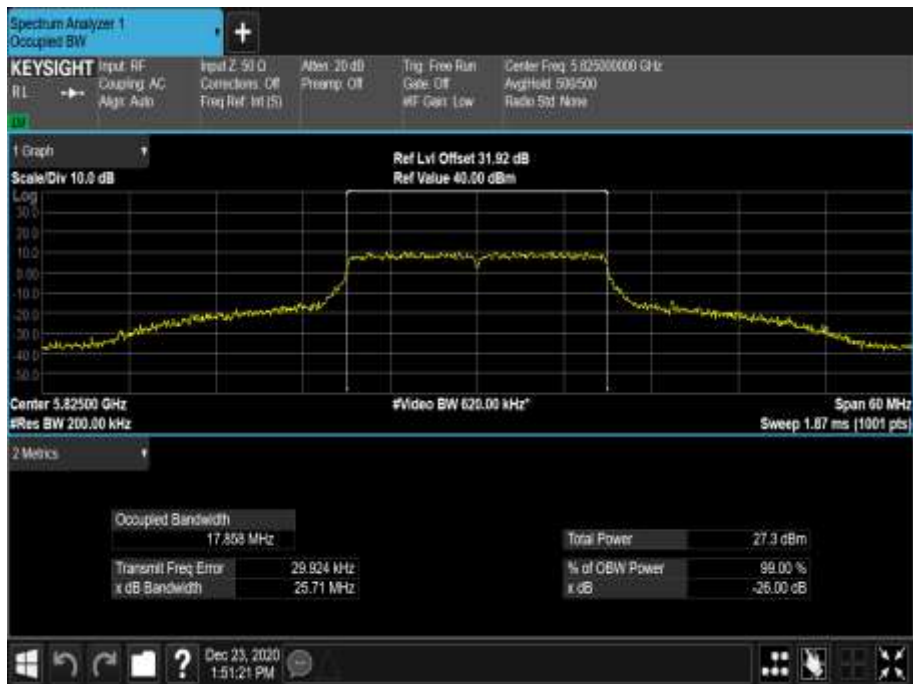 Spectrum Analyzer 1
Occupied BW
+
KEYSIGHT
RL
Input: RF
Coupling: AC
Align: Auto
Input Z: 50 Ω
Corrections: Off
Freq Ref: Int (S)
Atten: 20 dB
Preamp: Off
Trig: Free Run
Gate: Off
#IF Gain: Low
Center Freq: 5.825000000 GHz
Avg|Hold: 500/500
Radio Std: None
1 Graph
Scale/Div 10.0 dB
Ref Lvl Offset 31.92 dB
Ref Value 40.00 dBm
Log
30.0
20.0
10.0
0.00
-10.0
-20.0
-30.0
-40.0
-50.0
Center 5.82500 GHz
#Video BW 620.00 kHz*
Span 60 MHz
#Res BW 200.00 kHz
Sweep 1.87 ms (1001 pts)
2 Metrics
Occupied Bandwidth
17.858 MHz
Total Power 27.3 dBm
Transmit Freq Error 29.924 kHz
% of OBW Power 99.00 %
x dB Bandwidth 25.71 MHz
x dB -26.00 dB
?
Dec 23, 2020
1:51:21 PM